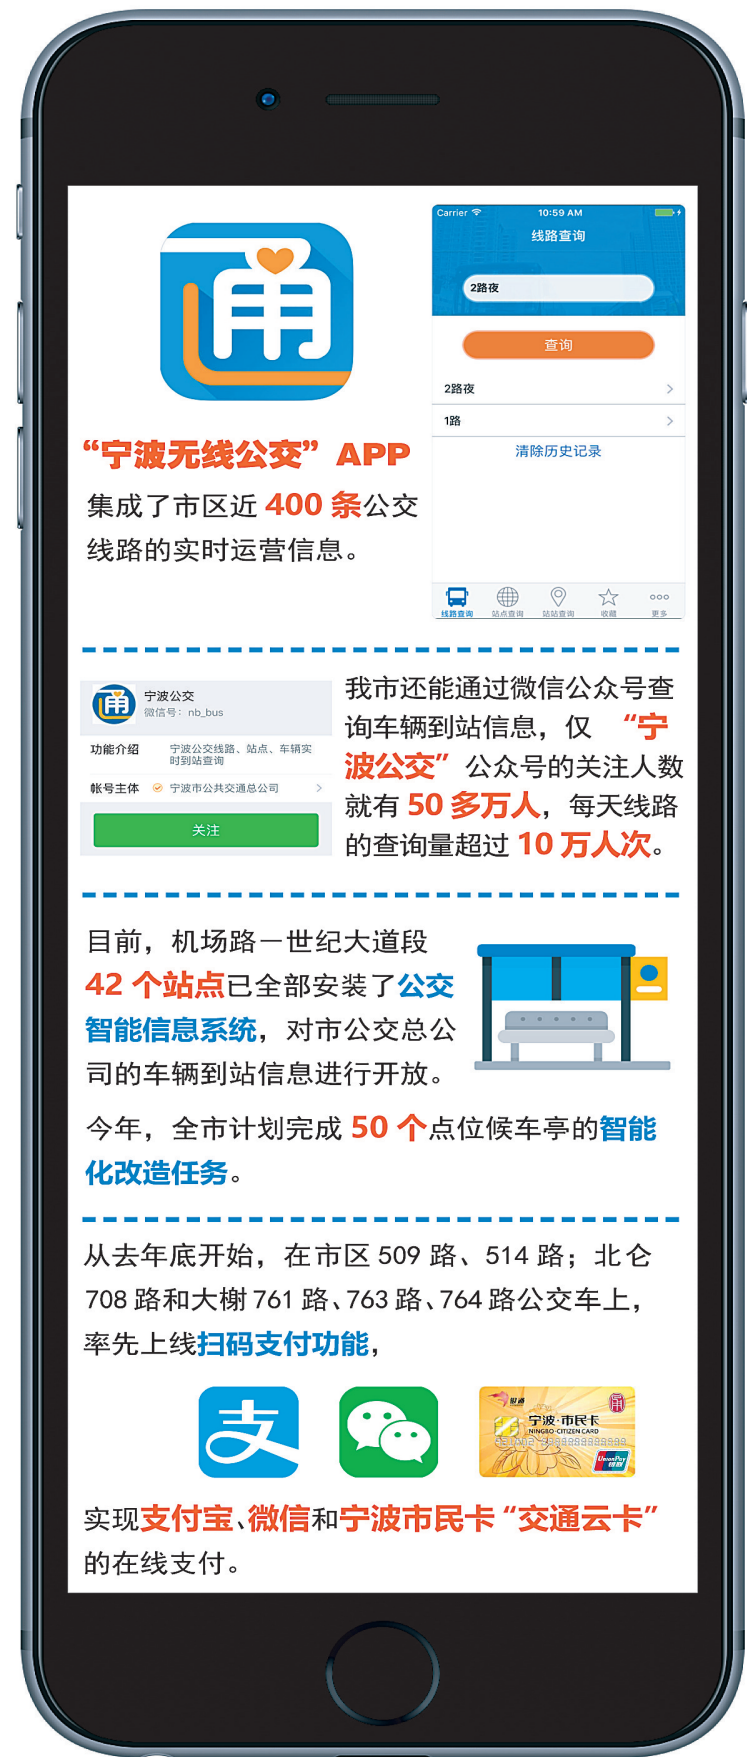 甬
Carrier
10:59 AM
线路查询
2路夜
查询
2路夜
1路
清除历史记录
线路查询 站点查询 站站查询 收藏 更多
“宁波无线公交”APP
集成了市区近400条公交
线路的实时运营信息。
甬
宁波公交
微信号：nb_bus
功能介绍 宁波公交线路、站点、车辆实
时到站查询
帐号主体 宁波市公共交通总公司
关注
我市还能通过微信公众号查
询车辆到站信息，仅 “宁
波公交”公众号的关注人数
就有50多万人，每天线路
的查询量超过10万人次。
目前，机场路－世纪大道段
42个站点已全部安装了公交
智能信息系统，对市公交总公
司的车辆到站信息进行开放。
今年，全市计划完成50个点位候车亭的智能
化改造任务。
从去年底开始，在市区509路、514路；北仑
708路和大榭761路、763路、764路公交车上，
率先上线扫码支付功能，
支
宁波·市民卡
NINGBO·CITIZEN CARD
UnionPay
银联
实现支付宝、微信和宁波市民卡“交通云卡”
的在线支付。